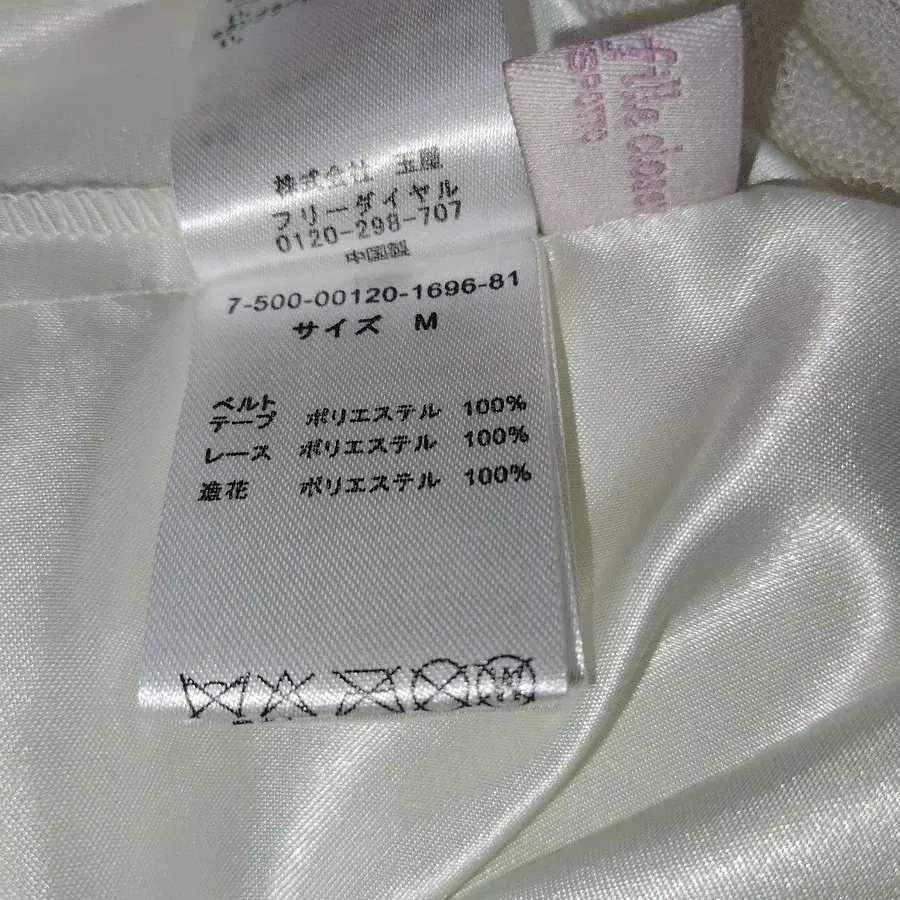 株式会社 玉屋
フリーダイヤル
0120-298-707
中国製
7-500-00120-1696-81
サイズ M
ベルト
テープ ポリエステル 100%
レース ポリエステル 100%
造花 ポリエステル 100%